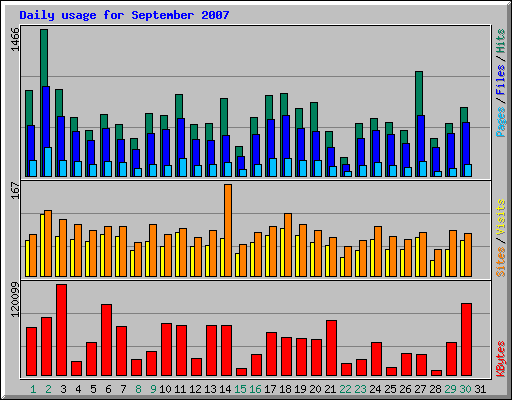 Daily usage for September 2007
1466
Pages / Files / Hits
167
Sites / Visits
120099
KBytes
1 2 3 4 5 6 7 8 9 10 11 12 13 14 15 16 17 18 19 20 21 22 23 24 25 26 27 28 29 30 31